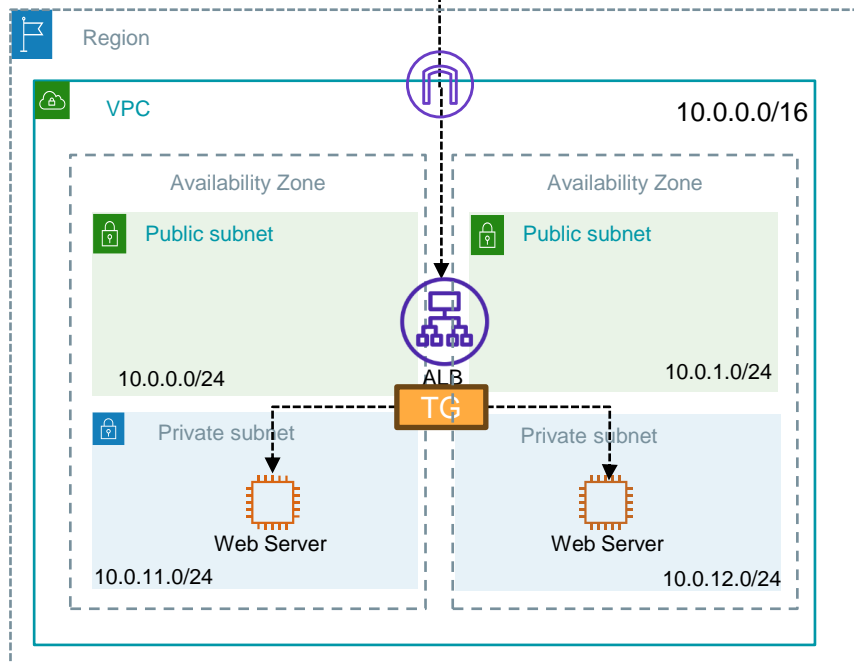 Region
VPC
10.0.0.0/16
Availability Zone
Availability Zone
Public subnet
Public subnet
10.0.0.0/24
10.0.1.0/24
ALB
TG
Private subnet
Private subnet
Web Server
Web Server
10.0.11.0/24
10.0.12.0/24